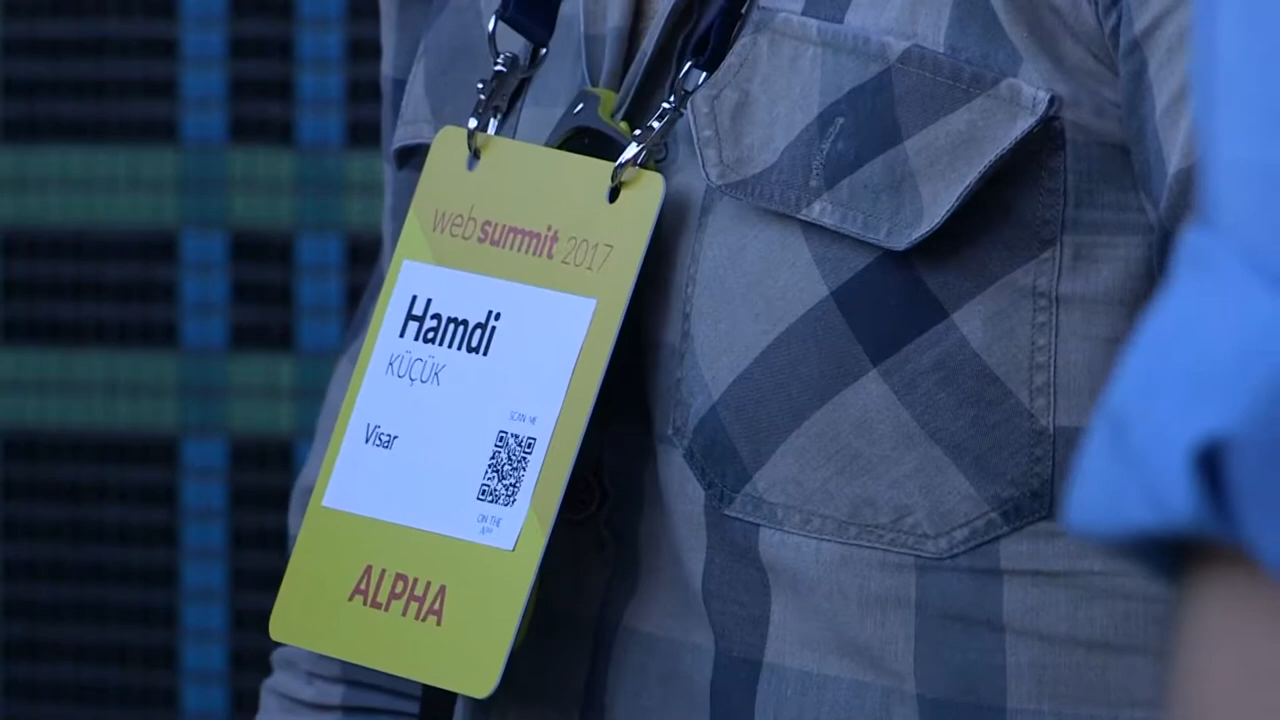 web summit 2017
Hamdi
KÜÇÜK
Visar
SCAN ME
ON THE
APP
ALPHA